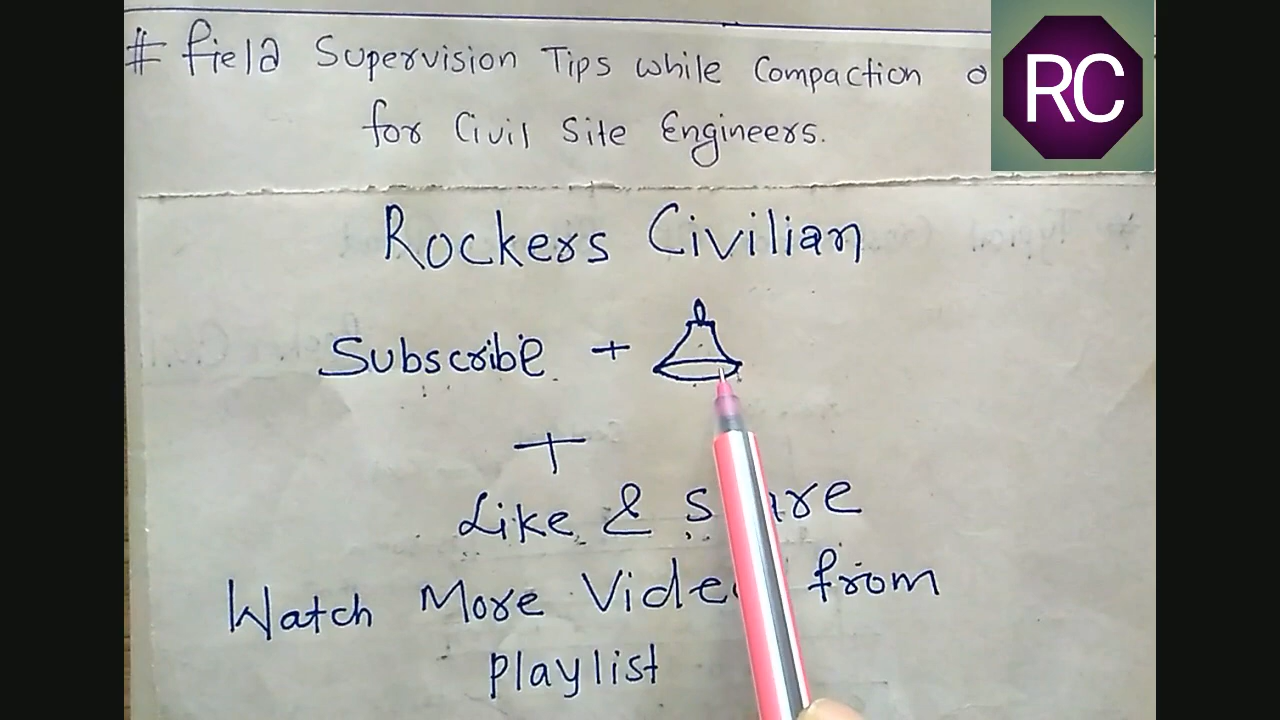 # Field Supervision Tips while Compaction
RC
for Civil Site Engineers.
Rockers Civilian
Subscribe +
+
Like &
Watch More from
Playlist